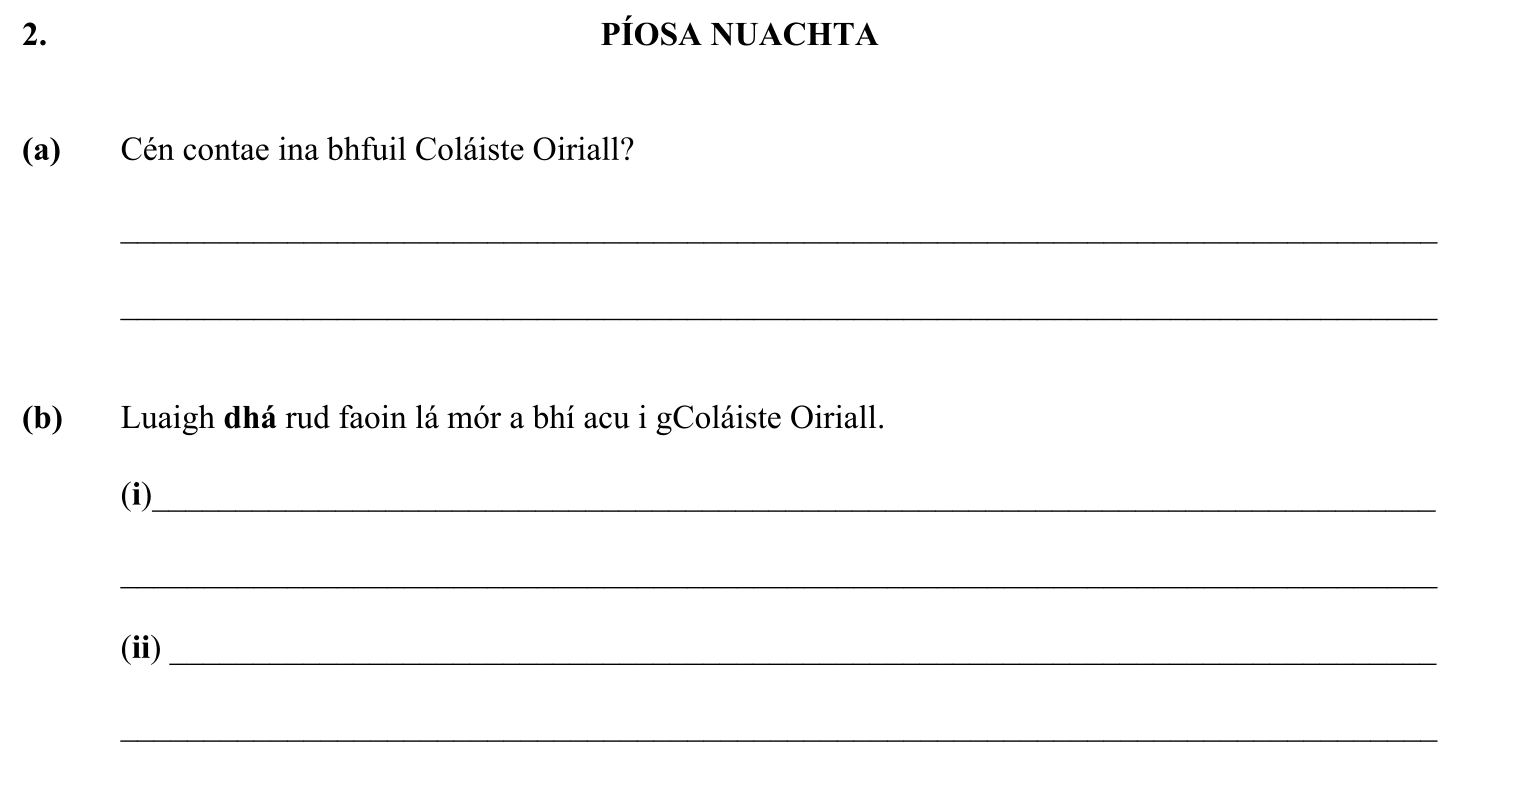 2. PÍOSA NUACHTA
(a) Cén contae ina bhfuil Coláiste Oiriall?
(b) Luaigh dhá rud faoin lá mór a bhí acu i gColáiste Oiriall.
(i)
(ii)